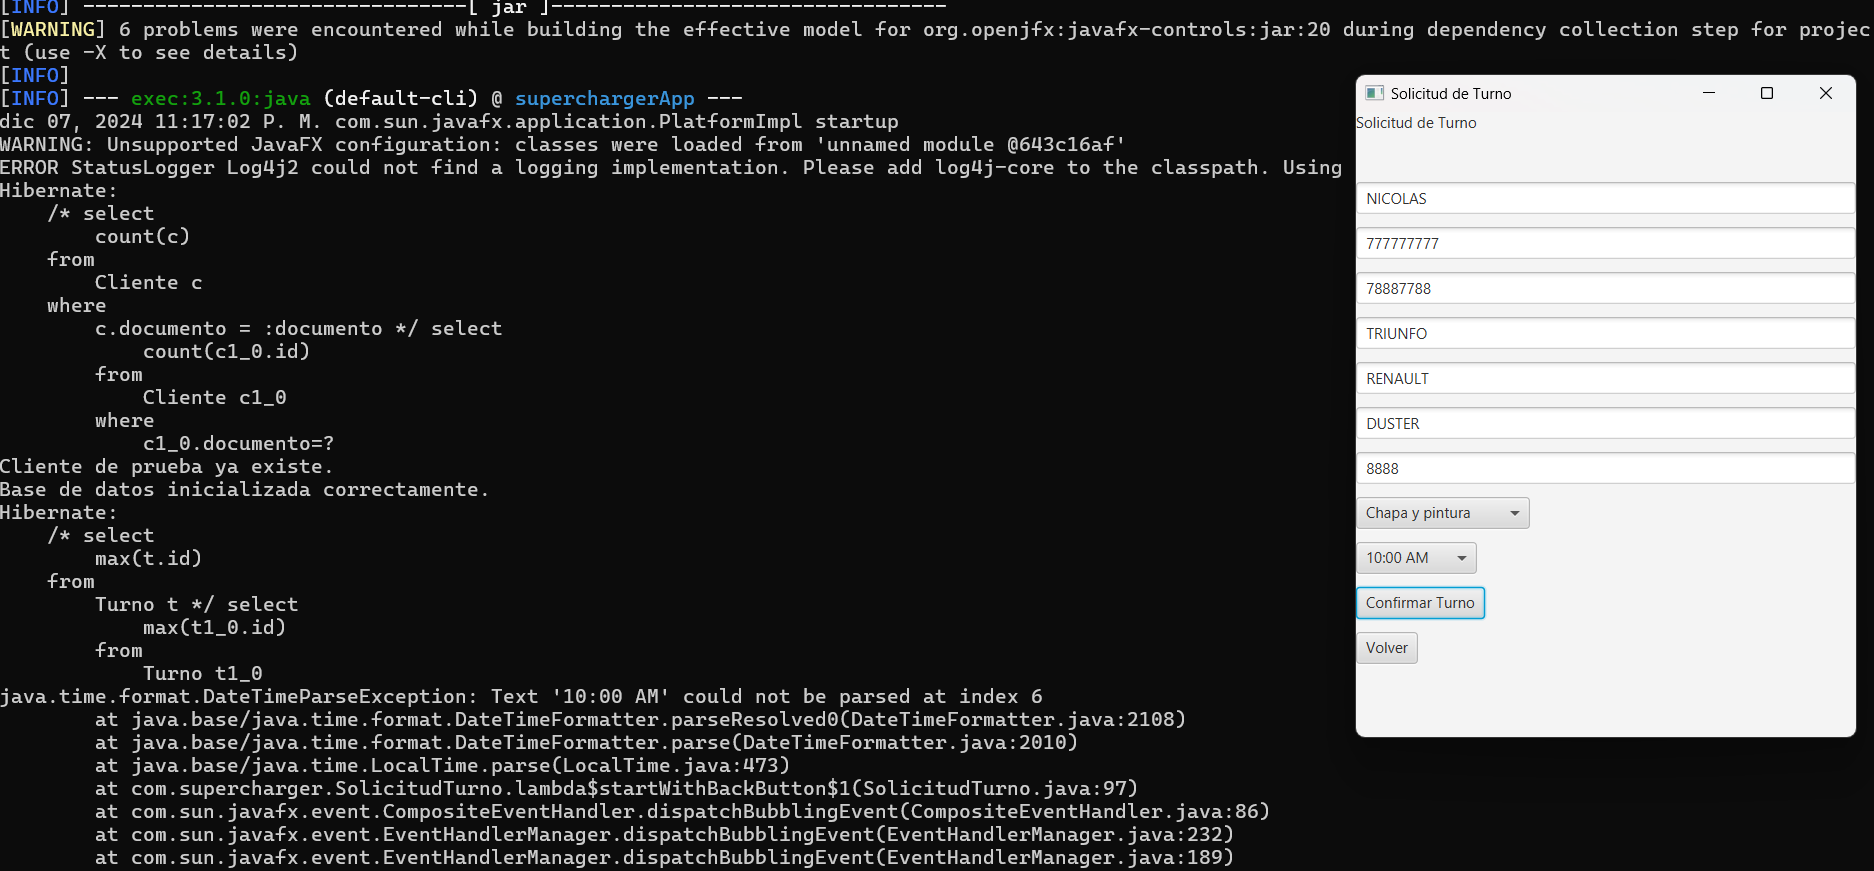 [INFO] --------------------------------[ jar ]---------------------------------
[WARNING] 6 problems were encountered while building the effective model for org.openjfx:javafx-controls:jar:20 during dependency collection step for projec
t (use -X to see details)
[INFO]
[INFO] --- exec:3.1.0:java (default-cli) @ superchargerApp ---
dic 07, 2024 11:17:02 P. M. com.sun.javafx.application.PlatformImpl startup
WARNING: Unsupported JavaFX configuration: classes were loaded from 'unnamed module @643c16af'
ERROR StatusLogger Log4j2 could not find a logging implementation. Please add log4j-core to the classpath. Using
Hibernate:
    /* select
        count(c)
    from
        Cliente c
    where
        c.documento = :documento */ select
            count(c1_0.id)
        from
            Cliente c1_0
        where
            c1_0.documento=?
Cliente de prueba ya existe.
Base de datos inicializada correctamente.
Hibernate:
    /* select
        max(t.id)
    from
        Turno t */ select
            max(t1_0.id)
        from
            Turno t1_0
java.time.format.DateTimeParseException: Text '10:00 AM' could not be parsed at index 6
        at java.base/java.time.format.DateTimeFormatter.parseResolved0(DateTimeFormatter.java:2108)
        at java.base/java.time.format.DateTimeFormatter.parse(DateTimeFormatter.java:2010)
        at java.base/java.time.LocalTime.parse(LocalTime.java:473)
        at com.supercharger.SolicitudTurno.lambda$startWithBackButton$1(SolicitudTurno.java:97)
        at com.sun.javafx.event.CompositeEventHandler.dispatchBubblingEvent(CompositeEventHandler.java:86)
        at com.sun.javafx.event.EventHandlerManager.dispatchBubblingEvent(EventHandlerManager.java:232)
        at com.sun.javafx.event.EventHandlerManager.dispatchBubblingEvent(EventHandlerManager.java:189)
Solicitud de Turno
Solicitud de Turno
NICOLAS
777777777
78887788
TRIUNFO
RENAULT
DUSTER
8888
Chapa y pintura
10:00 AM
Confirmar Turno
Volver